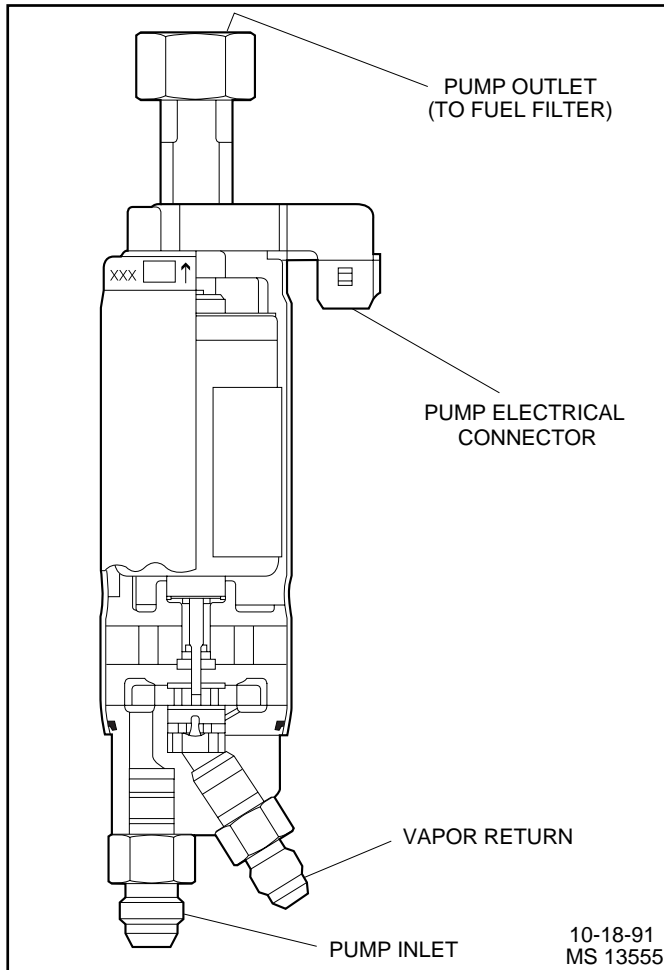 PUMP OUTLET
(TO FUEL FILTER)
XXX
PUMP ELECTRICAL
CONNECTOR
VAPOR RETURN
PUMP INLET
10-18-91
MS 13555